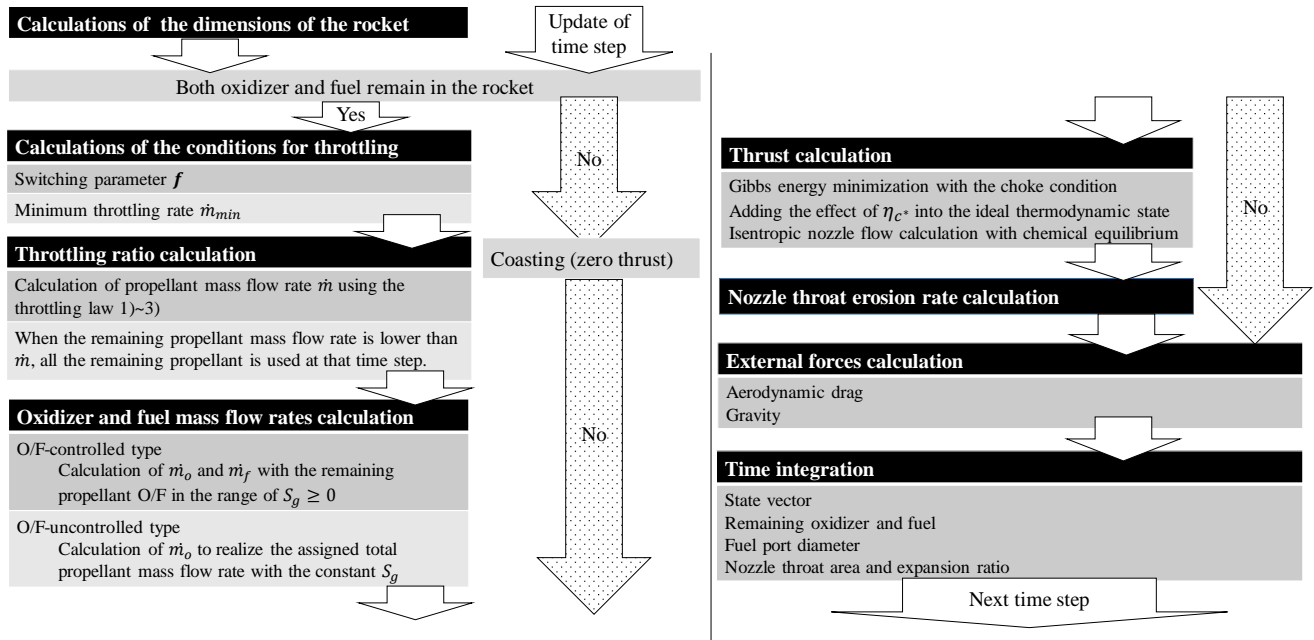 Calculations of the dimensions of the rocket
Update of
time step
Both oxidizer and fuel remain in the rocket
Yes
No
Calculations of the conditions for throttling
Switching parameter f
Minimum throttling rate ṁ_min
Throttling ratio calculation
Coasting (zero thrust)
Calculation of propellant mass flow rate ṁ using the
throttling law 1)~3)
When the remaining propellant mass flow rate is lower than
ṁ, all the remaining propellant is used at that time step.
No
Oxidizer and fuel mass flow rates calculation
O/F-controlled type
Calculation of ṁ_o and ṁ_f with the remaining
propellant O/F in the range of S_g ≥ 0
O/F-uncontrolled type
Calculation of ṁ_o to realize the assigned total
propellant mass flow rate with the constant S_g
Thrust calculation
Gibbs energy minimization with the choke condition
Adding the effect of η_c* into the ideal thermodynamic state
Isentropic nozzle flow calculation with chemical equilibrium
No
Nozzle throat erosion rate calculation
External forces calculation
Aerodynamic drag
Gravity
Time integration
State vector
Remaining oxidizer and fuel
Fuel port diameter
Nozzle throat area and expansion ratio
Next time step